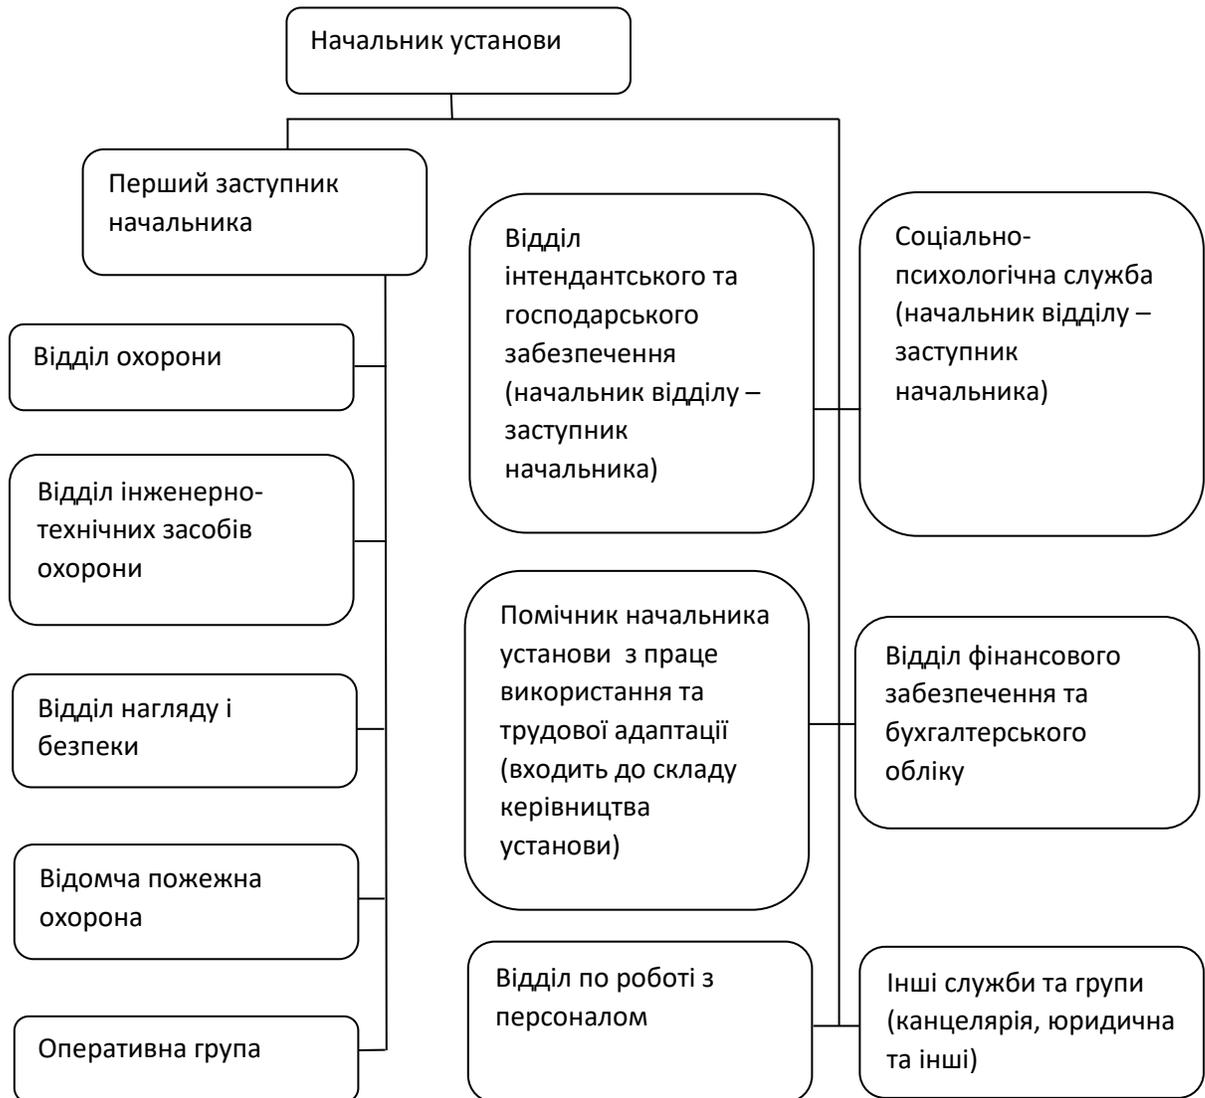 Начальник установи
Перший заступник
начальника
Відділ охорони
Відділ інженерно-
технічних засобів
охорони
Відділ нагляду і
безпеки
Відомча пожежна
охорона
Оперативна група
Відділ
інтендантського та
господарського
забезпечення
(начальник відділу –
заступник
начальника)
Соціально-
психологічна служба
(начальник відділу –
заступник
начальника)
Помічник начальника
установи  з праце
використання та
трудової адаптації
(входить до складу
керівництва
установи)
Відділ фінансового
забезпечення та
бухгалтерського
обліку
Відділ по роботі з
персоналом
Інші служби та групи
(канцелярія, юридична
та інші)